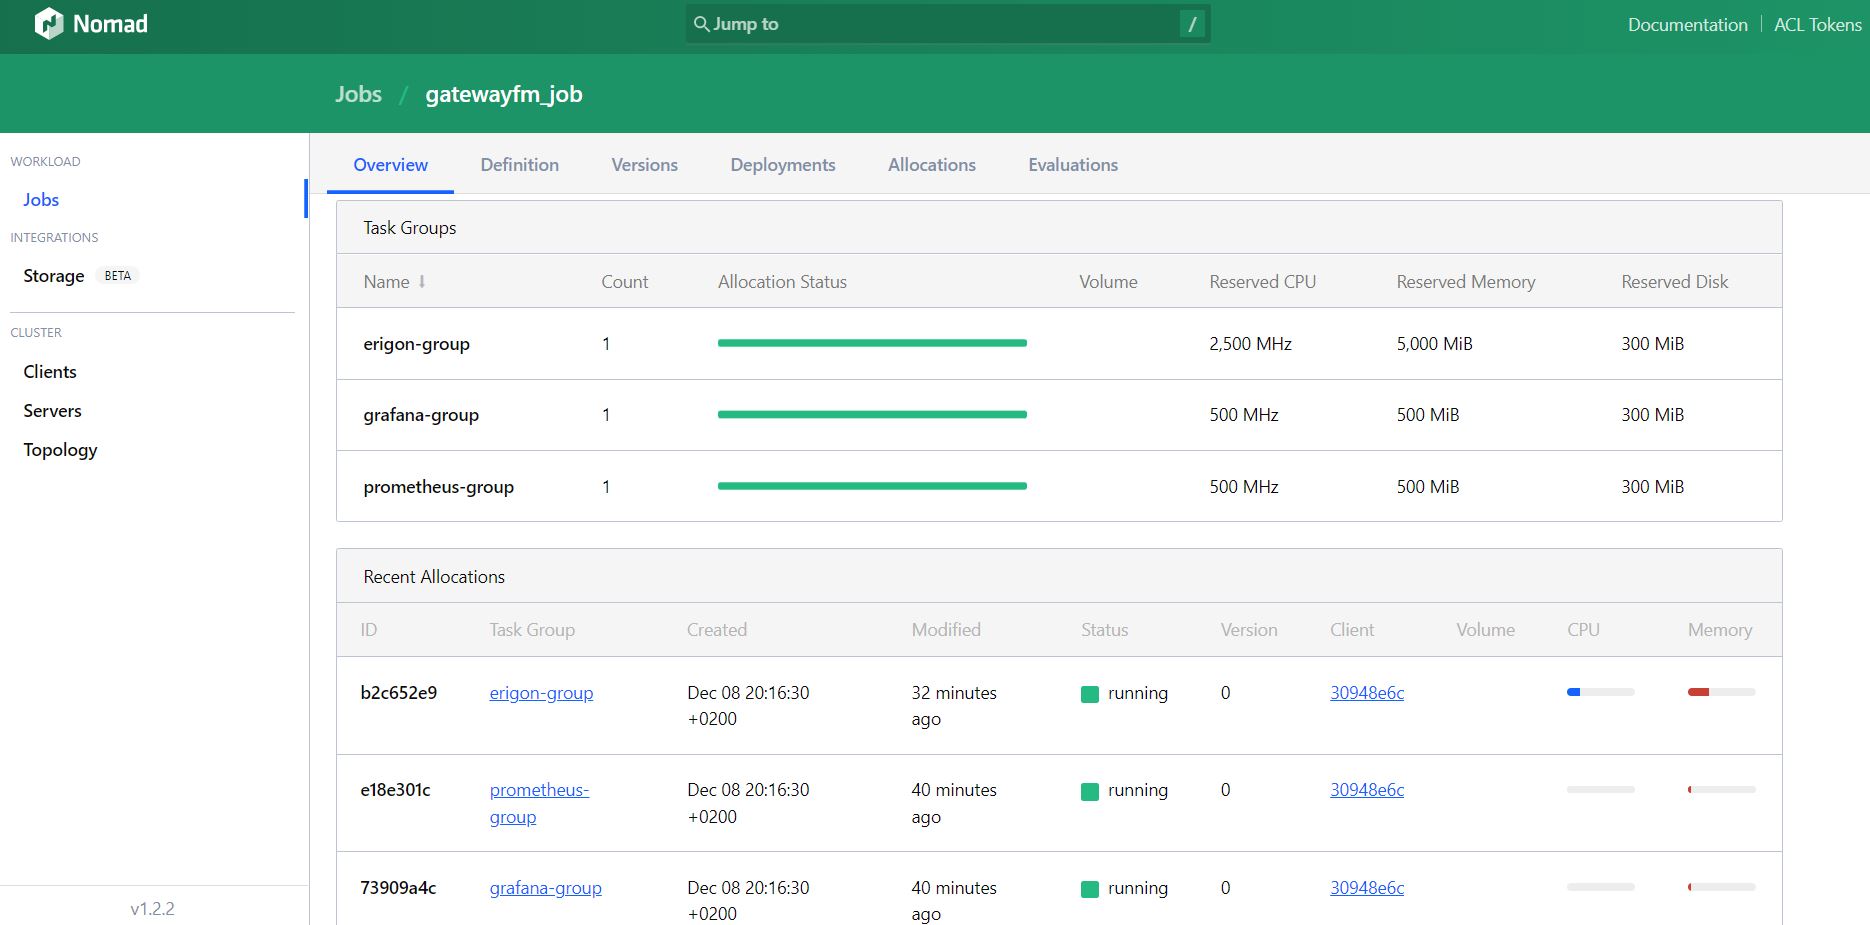 Nomad
Jump to /
Documentation ACL Tokens
Jobs / gatewayfm_job
WORKLOAD
Jobs
INTEGRATIONS
Storage BETA
CLUSTER
Clients
Servers
Topology
v1.2.2
Overview Definition Versions Deployments Allocations Evaluations
Task Groups
Name Count Allocation Status Volume Reserved CPU Reserved Memory Reserved Disk
erigon-group 1 2,500 MHz 5,000 MiB 300 MiB
grafana-group 1 500 MHz 500 MiB 300 MiB
prometheus-group 1 500 MHz 500 MiB 300 MiB
Recent Allocations
ID Task Group Created Modified Status Version Client Volume CPU Memory
b2c652e9 erigon-group Dec 08 20:16:30 32 minutes running 0 30948e6c
+0200 ago
e18e301c prometheus- Dec 08 20:16:30 40 minutes running 0 30948e6c
group +0200 ago
73909a4c grafana-group Dec 08 20:16:30 40 minutes running 0 30948e6c
+0200 ago